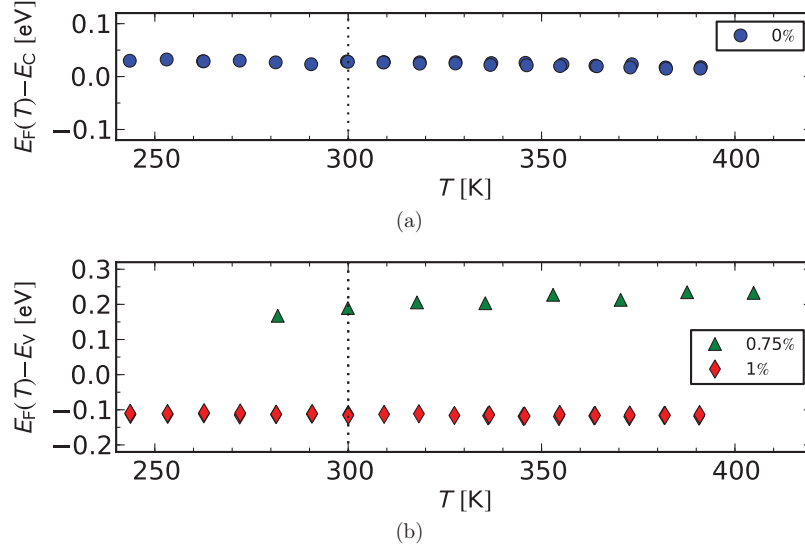 0.1
0.0
−0.1
E_F(T)−E_C [eV]
0%
250 300 350 400
T [K]
(a)
0.3
0.2
0.1
0.0
−0.1
−0.2
E_F(T)−E_V [eV]
0.75%
1%
250 300 350 400
T [K]
(b)